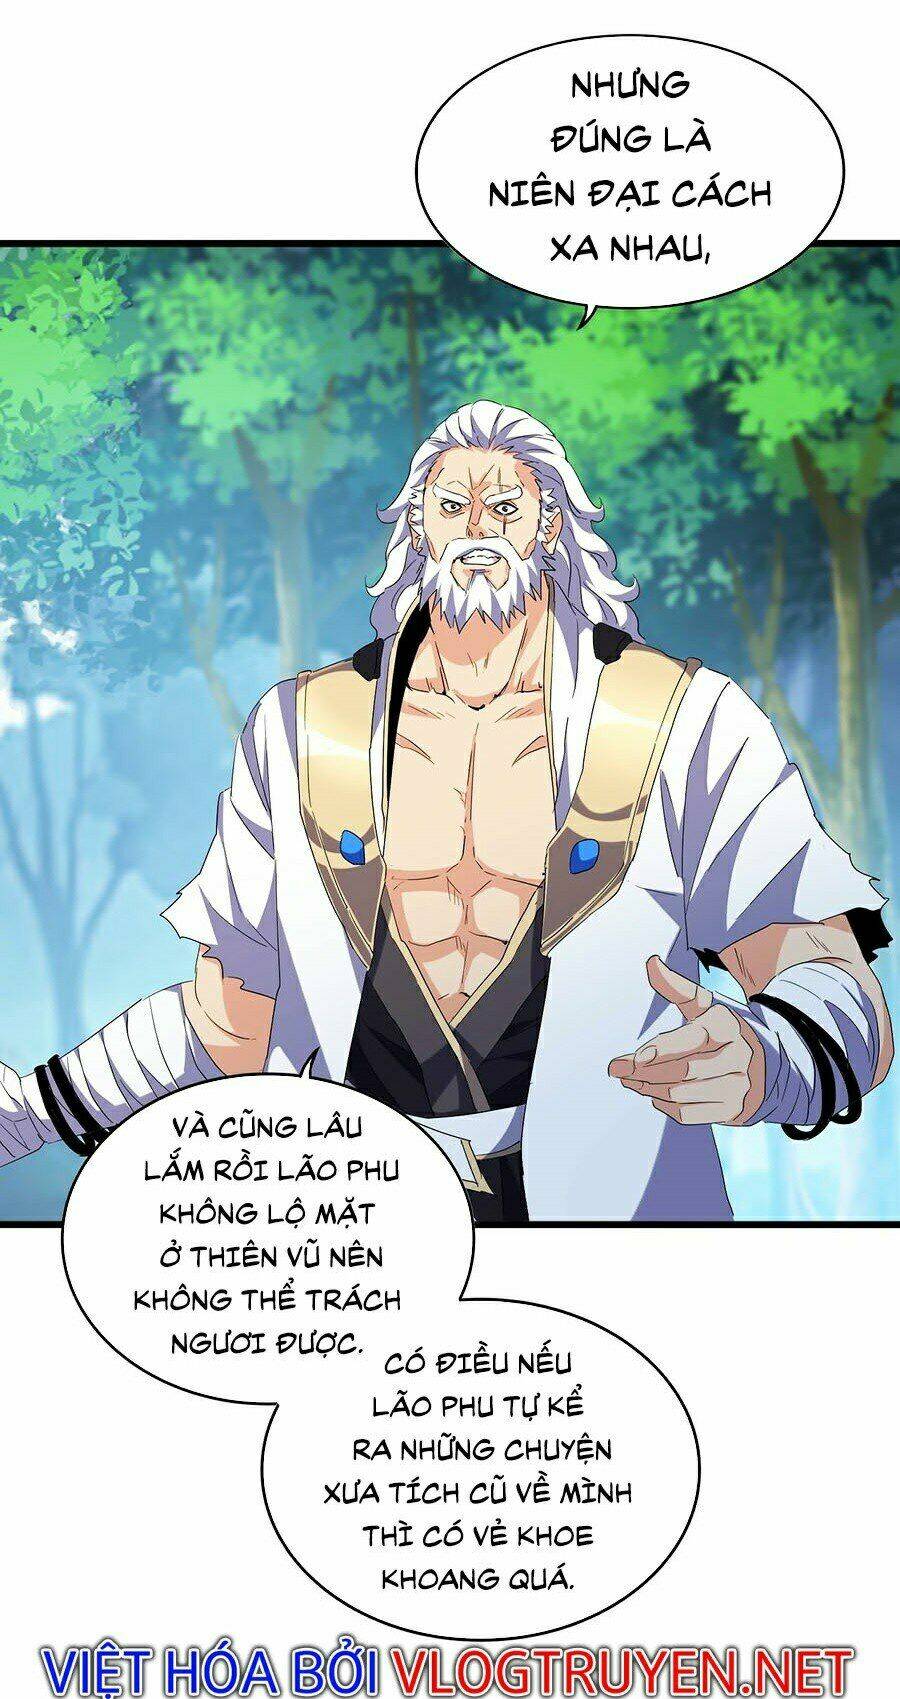 NHƯNG
ĐÚNG LÀ
NIÊN ĐẠI CÁCH
XA NHAU,
VÀ CŨNG LÂU
LẮM RỒI LÃO PHU
KHÔNG LỘ MẶT
Ở THIÊN VŨ NÊN
KHÔNG THỂ TRÁCH
NGƯƠI ĐƯỢC.
CÓ ĐIỀU NẾU
LÃO PHU TỰ KỂ
RA NHỮNG CHUYỆN
XƯA TÍCH CŨ VỀ MÌNH
THÌ CÓ VẺ KHOE
KHOANG QUÁ.
VIỆT HÓA BỞI VLOGTRUYEN.NET